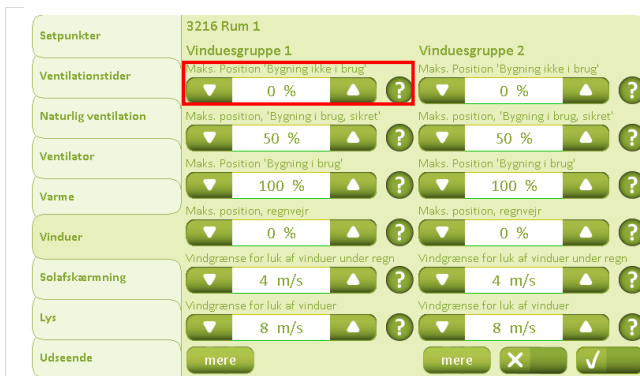 Setpunkter
Ventilationstider
Naturlig ventilation
Ventilator
Varme
Vinduer
Solafskærmning
Lys
Udseende
3216 Rum 1
Vinduesgruppe 1 Vinduesgruppe 2
Maks. Position 'Bygning ikke i brug' Maks. Position 'Bygning ikke i brug'
0 % ? 0 % ?
Maks. position, 'Bygning i brug, sikret' Maks. position, 'Bygning i brug, sikret'
50 % ? 50 % ?
Maks. Position 'Bygning i brug' Maks. Position 'Bygning i brug'
100 % ? 100 % ?
Maks. position, regnvejr Maks. position, regnvejr
0 % ? 0 % ?
Vindgrænse for luk af vinduer under regn Vindgrænse for luk af vinduer under regn
4 m/s ? 4 m/s ?
Vindgrænse for luk af vinduer Vindgrænse for luk af vinduer
8 m/s ? 8 m/s ?
mere mere